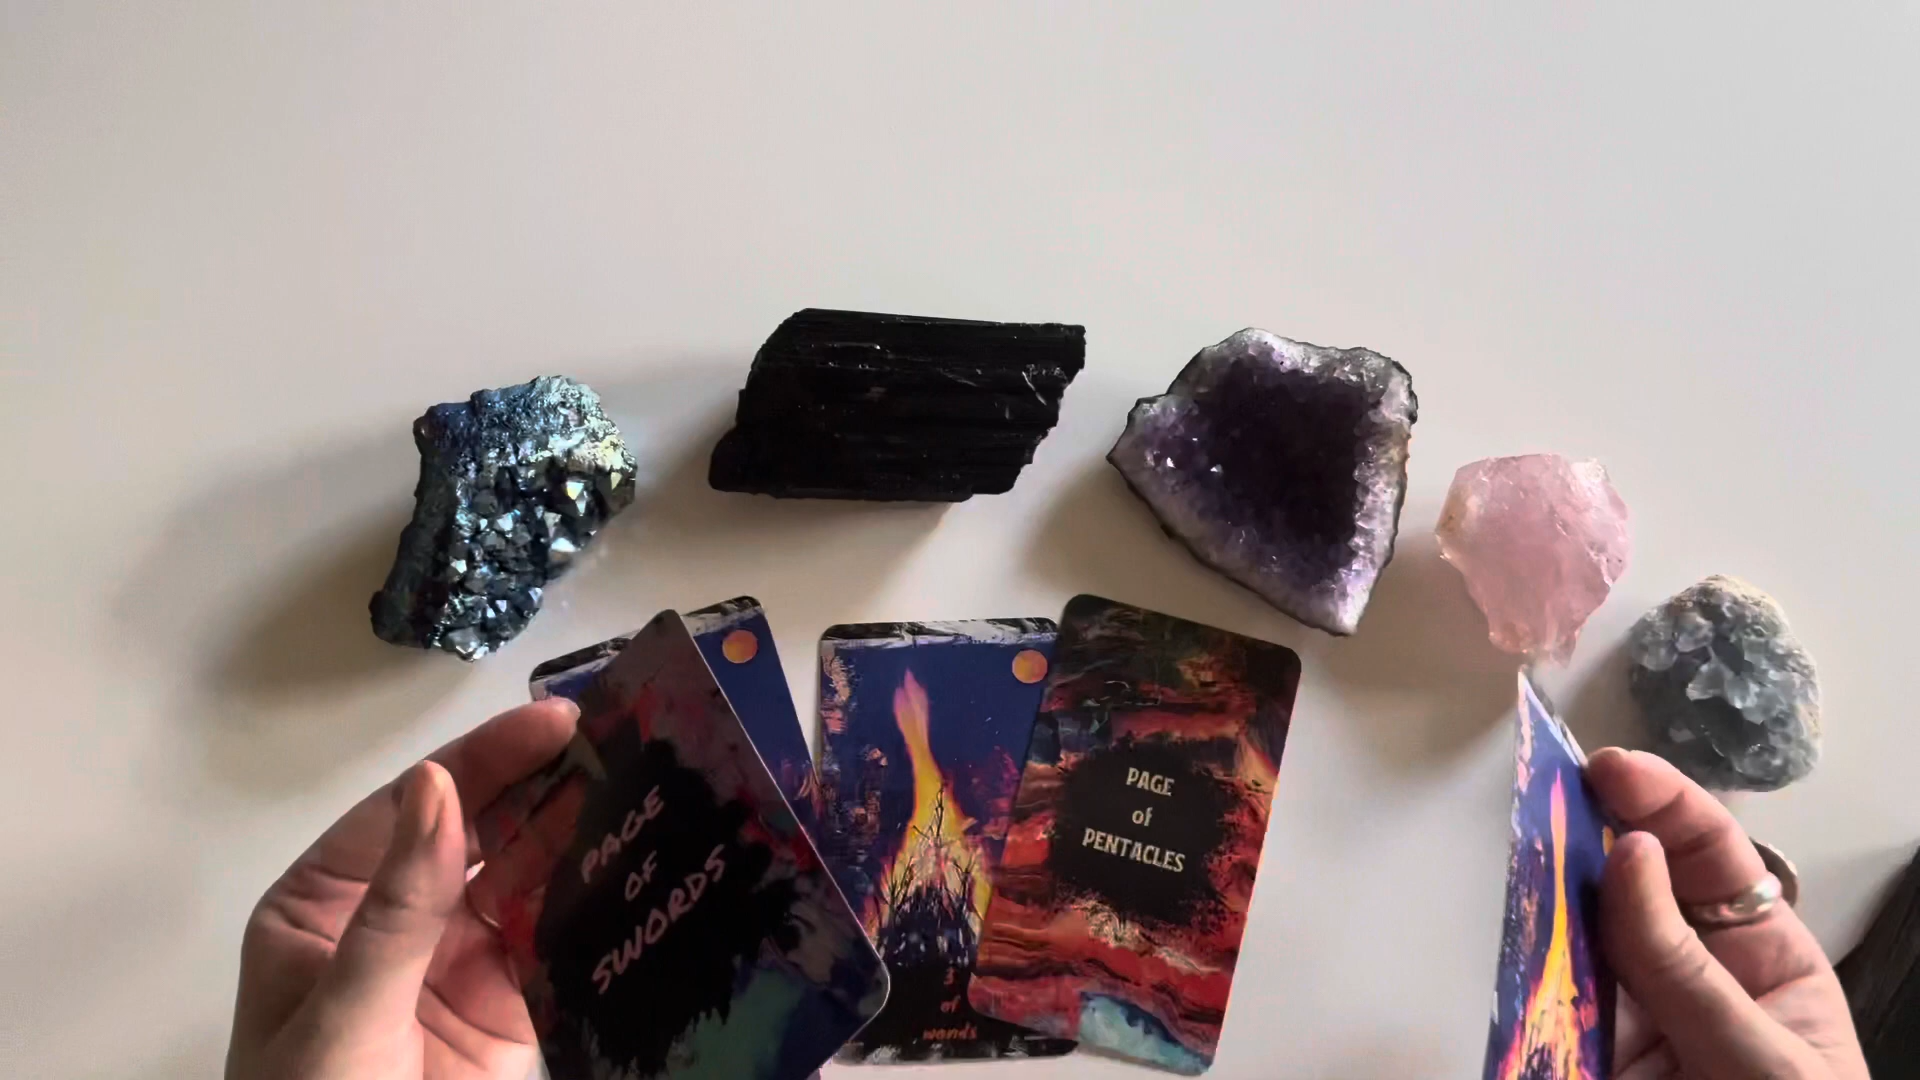 PAGE
OF
SWORDS
3
of
wands
PAGE
of
PENTACLES